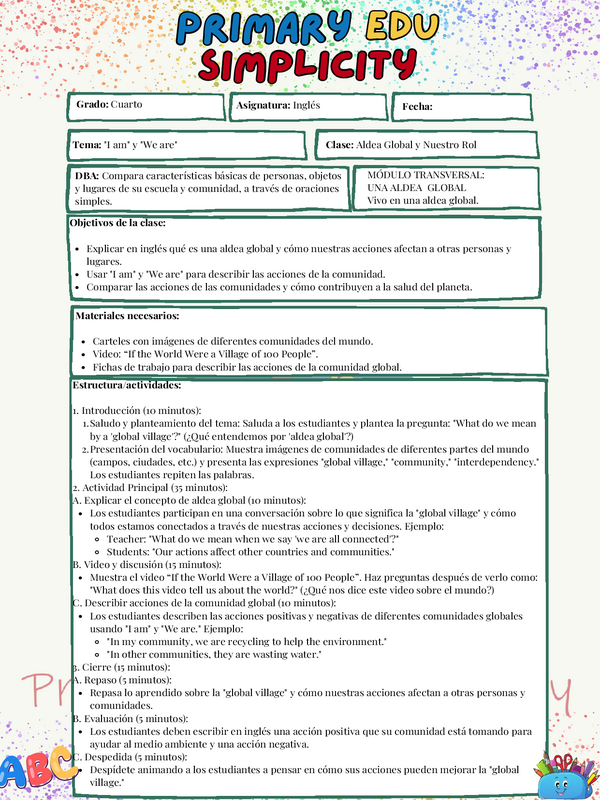 PRIMARY EDU
SIMPLICITY
Grado: Cuarto
Asignatura: Inglés
Fecha:
Tema: "I am" y "We are"
Clase: Aldea Global y Nuestro Rol
DBA: Compara características básicas de personas, objetos
y lugares de su escuela y comunidad, a través de oraciones
simples.
MÓDULO TRANSVERSAL:
UNA ALDEA GLOBAL
Vivo en una aldea global.
Objetivos de la clase:
• Explicar en inglés qué es una aldea global y cómo nuestras acciones afectan a otras personas y
lugares.
• Usar "I am" y "We are" para describir las acciones de la comunidad.
• Comparar las acciones de las comunidades y cómo contribuyen a la salud del planeta.
Materiales necesarios:
• Carteles con imágenes de diferentes comunidades del mundo.
• Video: "If the World Were a Village of 100 People".
• Fichas de trabajo para describir las acciones de la comunidad global.
Estructura/actividades:
1. Introducción (10 minutos):
1. Saludo y planteamiento del tema: Saluda a los estudiantes y plantea la pregunta: "What do we mean
by a 'global village'?" (¿Qué entendemos por 'aldea global'?)
2. Presentación del vocabulario: Muestra imágenes de comunidades de diferentes partes del mundo
(campos, ciudades, etc.) y presenta las expresiones "global village," "community," "interdependency."
Los estudiantes repiten las palabras.
2. Actividad Principal (35 minutos):
A. Explicar el concepto de aldea global (10 minutos):
• Los estudiantes participan en una conversación sobre lo que significa la "global village" y cómo
todos estamos conectados a través de nuestras acciones y decisiones. Ejemplo:
◦ Teacher: "What do we mean when we say 'we are all connected'?"
◦ Students: "Our actions affect other countries and communities."
B. Video y discusión (15 minutos):
• Muestra el video "If the World Were a Village of 100 People". Haz preguntas después de verlo como:
"What does this video tell us about the world?" (¿Qué nos dice este video sobre el mundo?)
C. Describir acciones de la comunidad global (10 minutos):
• Los estudiantes describen las acciones positivas y negativas de diferentes comunidades globales
usando "I am" y "We are." Ejemplo:
◦ "In my community, we are recycling to help the environment."
◦ "In other communities, they are wasting water."
3. Cierre (15 minutos):
A. Repaso (5 minutos):
• Repasa lo aprendido sobre la "global village" y cómo nuestras acciones afectan a otras personas y
comunidades.
B. Evaluación (5 minutos):
• Los estudiantes deben escribir en inglés una acción positiva que su comunidad está tomando para
ayudar al medio ambiente y una acción negativa.
C. Despedida (5 minutos):
• Despídete animando a los estudiantes a pensar en cómo sus acciones pueden mejorar la "global
village."
ABC